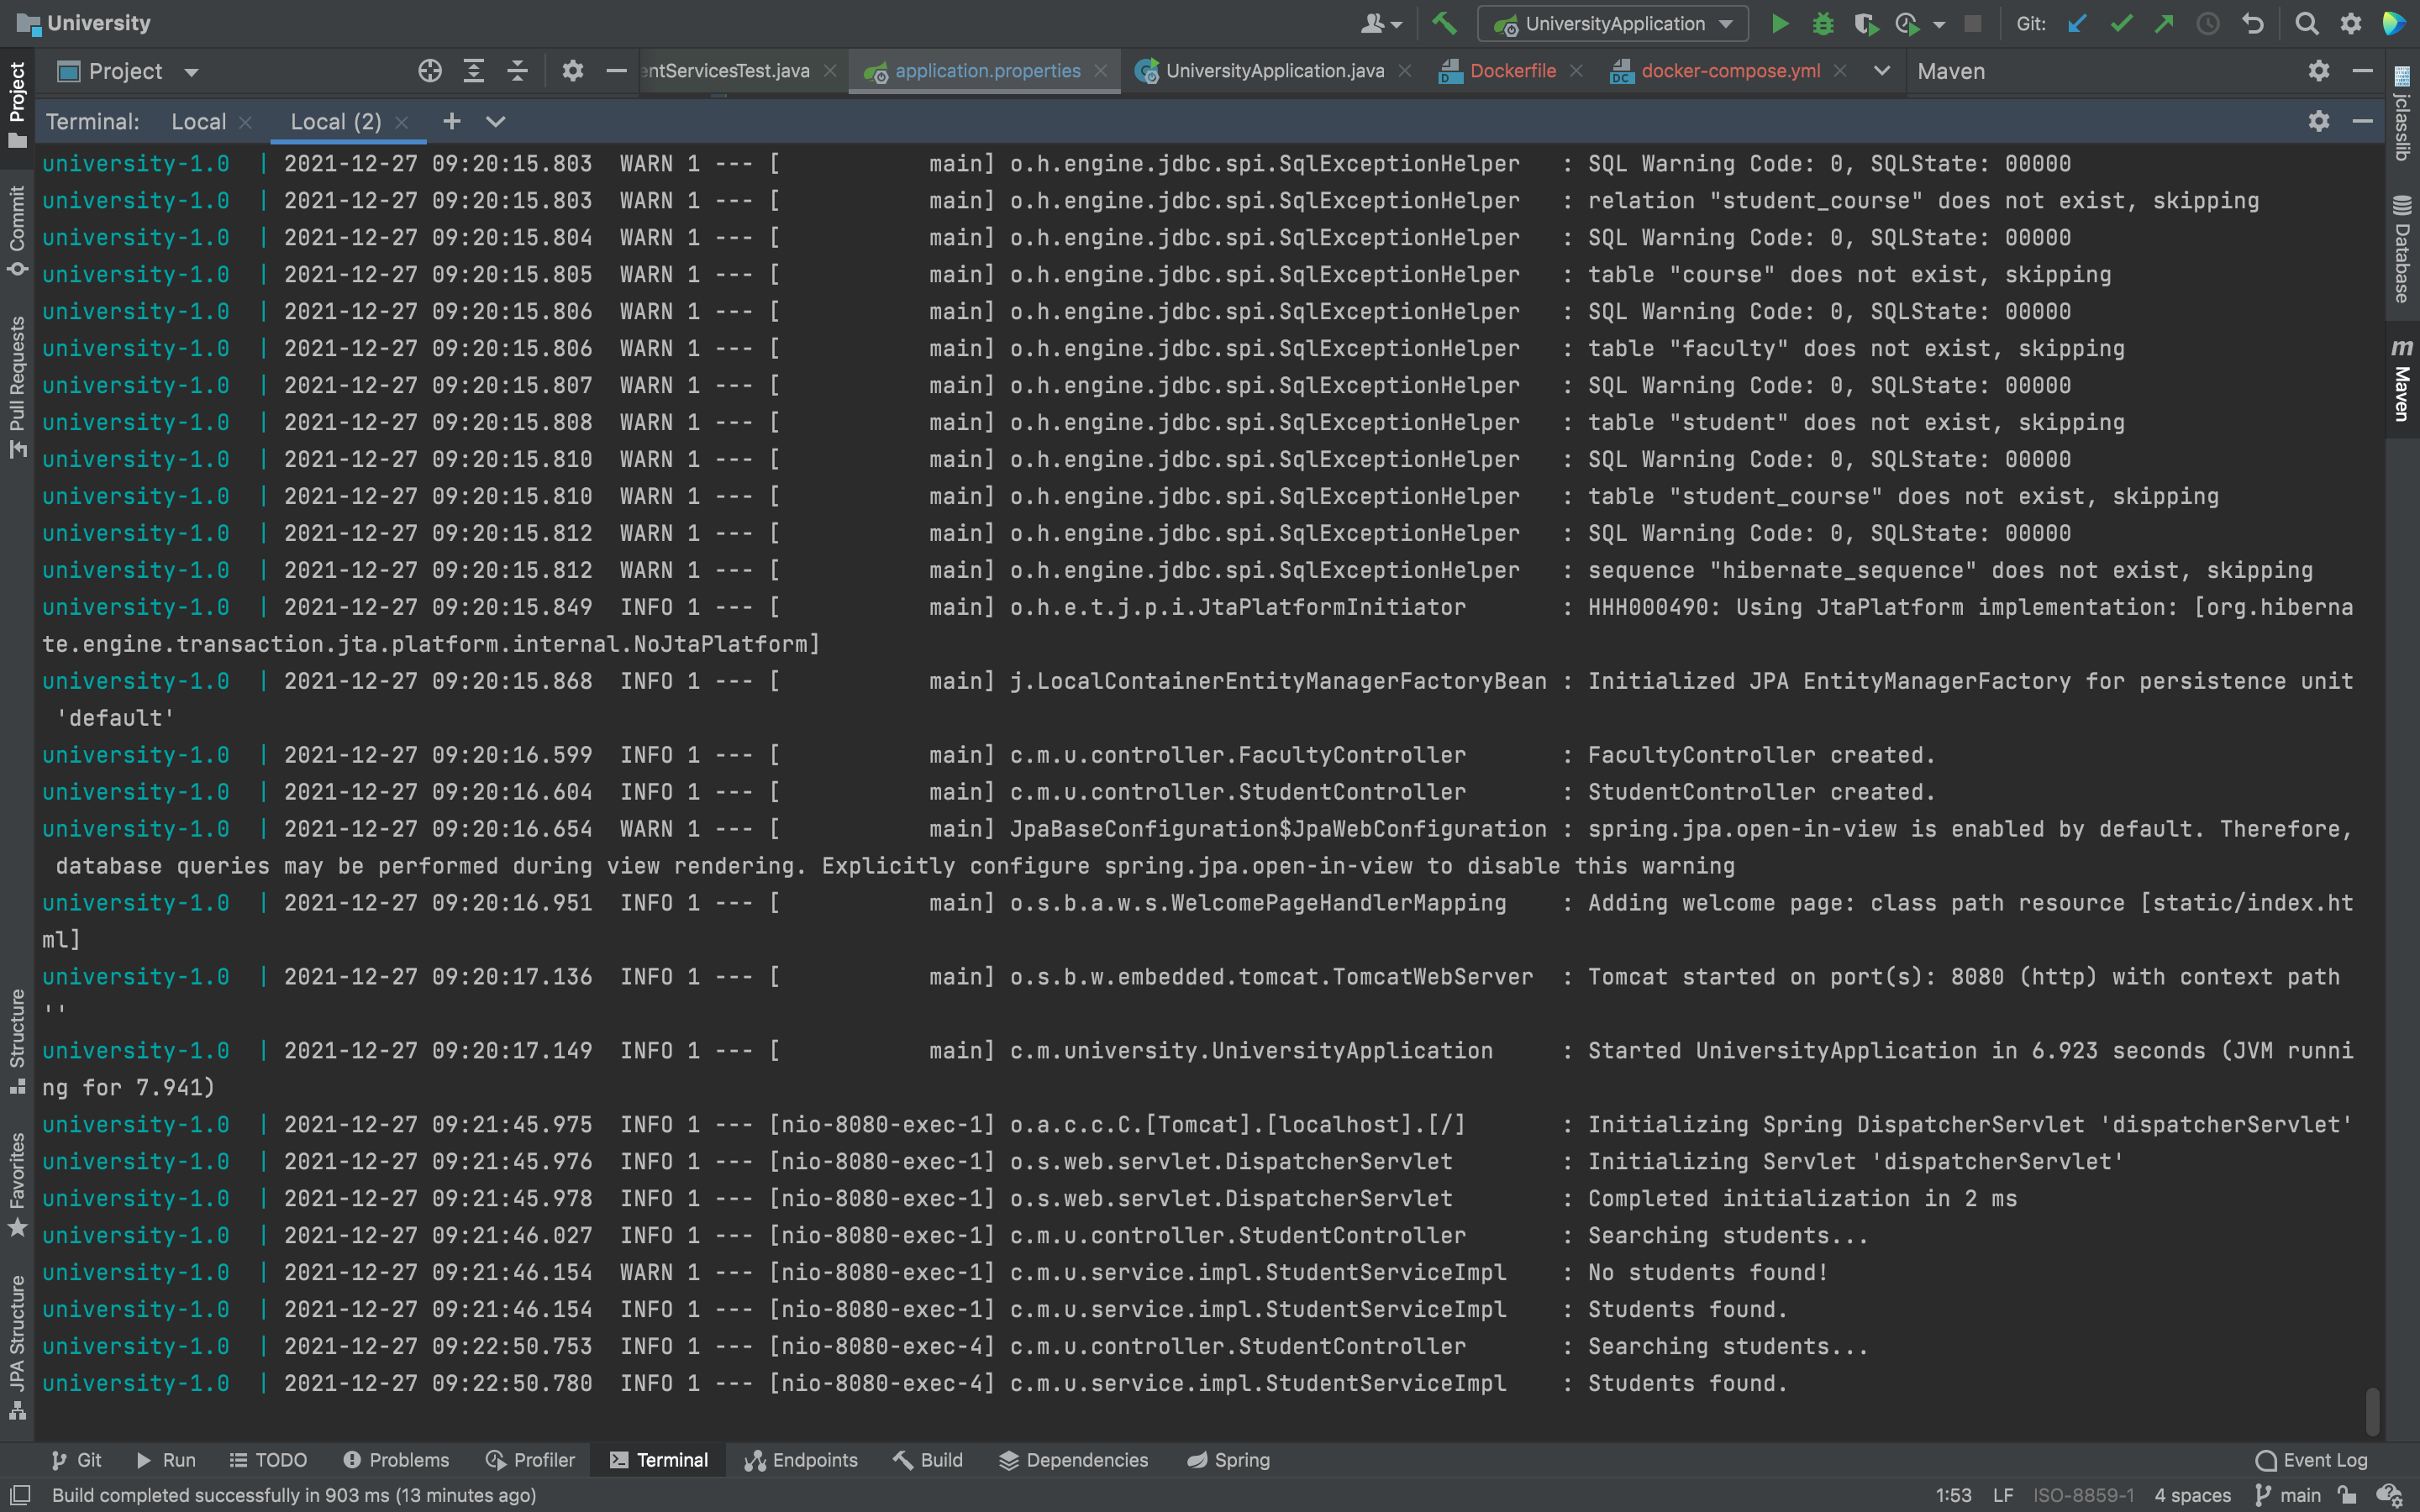 University
UniversityApplication
Git:
Project
entServicesTest.java
application.properties
UniversityApplication.java
Dockerfile
docker-compose.yml
Maven
Terminal:
Local
Local (2)
university-1.0 | 2021-12-27 09:20:15.803 WARN 1 --- [ main] o.h.engine.jdbc.spi.SqlExceptionHelper : SQL Warning Code: 0, SQLState: 00000
university-1.0 | 2021-12-27 09:20:15.803 WARN 1 --- [ main] o.h.engine.jdbc.spi.SqlExceptionHelper : relation "student_course" does not exist, skipping
university-1.0 | 2021-12-27 09:20:15.804 WARN 1 --- [ main] o.h.engine.jdbc.spi.SqlExceptionHelper : SQL Warning Code: 0, SQLState: 00000
university-1.0 | 2021-12-27 09:20:15.805 WARN 1 --- [ main] o.h.engine.jdbc.spi.SqlExceptionHelper : table "course" does not exist, skipping
university-1.0 | 2021-12-27 09:20:15.806 WARN 1 --- [ main] o.h.engine.jdbc.spi.SqlExceptionHelper : SQL Warning Code: 0, SQLState: 00000
university-1.0 | 2021-12-27 09:20:15.806 WARN 1 --- [ main] o.h.engine.jdbc.spi.SqlExceptionHelper : table "faculty" does not exist, skipping
university-1.0 | 2021-12-27 09:20:15.807 WARN 1 --- [ main] o.h.engine.jdbc.spi.SqlExceptionHelper : SQL Warning Code: 0, SQLState: 00000
university-1.0 | 2021-12-27 09:20:15.808 WARN 1 --- [ main] o.h.engine.jdbc.spi.SqlExceptionHelper : table "student" does not exist, skipping
university-1.0 | 2021-12-27 09:20:15.810 WARN 1 --- [ main] o.h.engine.jdbc.spi.SqlExceptionHelper : SQL Warning Code: 0, SQLState: 00000
university-1.0 | 2021-12-27 09:20:15.810 WARN 1 --- [ main] o.h.engine.jdbc.spi.SqlExceptionHelper : table "student_course" does not exist, skipping
university-1.0 | 2021-12-27 09:20:15.812 WARN 1 --- [ main] o.h.engine.jdbc.spi.SqlExceptionHelper : SQL Warning Code: 0, SQLState: 00000
university-1.0 | 2021-12-27 09:20:15.812 WARN 1 --- [ main] o.h.engine.jdbc.spi.SqlExceptionHelper : sequence "hibernate_sequence" does not exist, skipping
university-1.0 | 2021-12-27 09:20:15.849 INFO 1 --- [ main] o.h.e.t.j.p.i.JtaPlatformInitiator : HHH000490: Using JtaPlatform implementation: [org.hiberna
te.engine.transaction.jta.platform.internal.NoJtaPlatform]
university-1.0 | 2021-12-27 09:20:15.868 INFO 1 --- [ main] j.LocalContainerEntityManagerFactoryBean : Initialized JPA EntityManagerFactory for persistence unit
'default'
university-1.0 | 2021-12-27 09:20:16.599 INFO 1 --- [ main] c.m.u.controller.FacultyController : FacultyController created.
university-1.0 | 2021-12-27 09:20:16.604 INFO 1 --- [ main] c.m.u.controller.StudentController : StudentController created.
university-1.0 | 2021-12-27 09:20:16.654 WARN 1 --- [ main] JpaBaseConfiguration$JpaWebConfiguration : spring.jpa.open-in-view is enabled by default. Therefore,
database queries may be performed during view rendering. Explicitly configure spring.jpa.open-in-view to disable this warning
university-1.0 | 2021-12-27 09:20:16.951 INFO 1 --- [ main] o.s.b.a.w.s.WelcomePageHandlerMapping : Adding welcome page: class path resource [static/index.ht
ml]
university-1.0 | 2021-12-27 09:20:17.136 INFO 1 --- [ main] o.s.b.w.embedded.tomcat.TomcatWebServer : Tomcat started on port(s): 8080 (http) with context path
''
university-1.0 | 2021-12-27 09:20:17.149 INFO 1 --- [ main] c.m.university.UniversityApplication : Started UniversityApplication in 6.923 seconds (JVM runni
ng for 7.941)
university-1.0 | 2021-12-27 09:21:45.975 INFO 1 --- [nio-8080-exec-1] o.a.c.c.C.[Tomcat].[localhost].[/] : Initializing Spring DispatcherServlet 'dispatcherServlet'
university-1.0 | 2021-12-27 09:21:45.976 INFO 1 --- [nio-8080-exec-1] o.s.web.servlet.DispatcherServlet : Initializing Servlet 'dispatcherServlet'
university-1.0 | 2021-12-27 09:21:45.978 INFO 1 --- [nio-8080-exec-1] o.s.web.servlet.DispatcherServlet : Completed initialization in 2 ms
university-1.0 | 2021-12-27 09:21:46.027 INFO 1 --- [nio-8080-exec-1] c.m.u.controller.StudentController : Searching students...
university-1.0 | 2021-12-27 09:21:46.154 WARN 1 --- [nio-8080-exec-1] c.m.u.service.impl.StudentServiceImpl : No students found!
university-1.0 | 2021-12-27 09:21:46.154 INFO 1 --- [nio-8080-exec-1] c.m.u.service.impl.StudentServiceImpl : Students found.
university-1.0 | 2021-12-27 09:22:50.753 INFO 1 --- [nio-8080-exec-4] c.m.u.controller.StudentController : Searching students...
university-1.0 | 2021-12-27 09:22:50.780 INFO 1 --- [nio-8080-exec-4] c.m.u.service.impl.StudentServiceImpl : Students found.
Project
Commit
Pull Requests
Structure
Favorites
JPA Structure
jclasslib
Database
Maven
Git
Run
TODO
Problems
Profiler
Terminal
Endpoints
Build
Dependencies
Spring
Event Log
Build completed successfully in 903 ms (13 minutes ago)
1:53
LF
ISO-8859-1
4 spaces
main